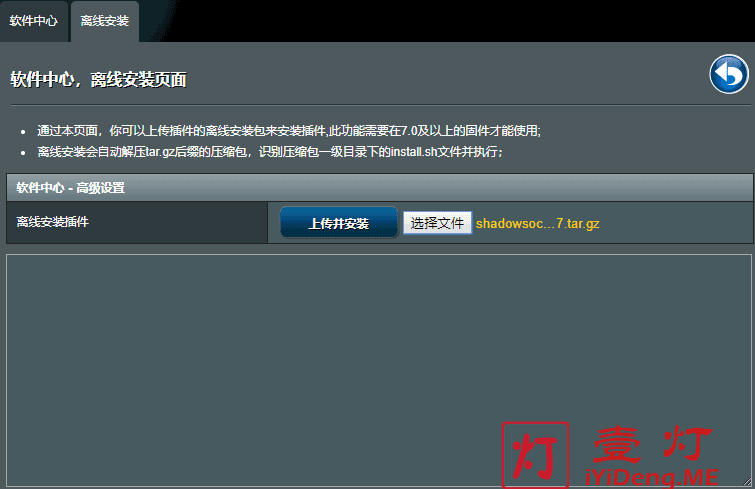 软件中心 离线安装
软件中心，离线安装页面
通过本页面，你可以上传插件的离线安装包来安装插件,此功能需要在7.0及以上的固件才能使用;
离线安装会自动解压tar.gz后缀的压缩包，识别压缩包一级目录下的install.sh文件并执行；
软件中心 - 高级设置
离线安装插件 上传并安装 选择文件 shadowsoc...7.tar.gz
灯 壹灯
iYiDeng.ME